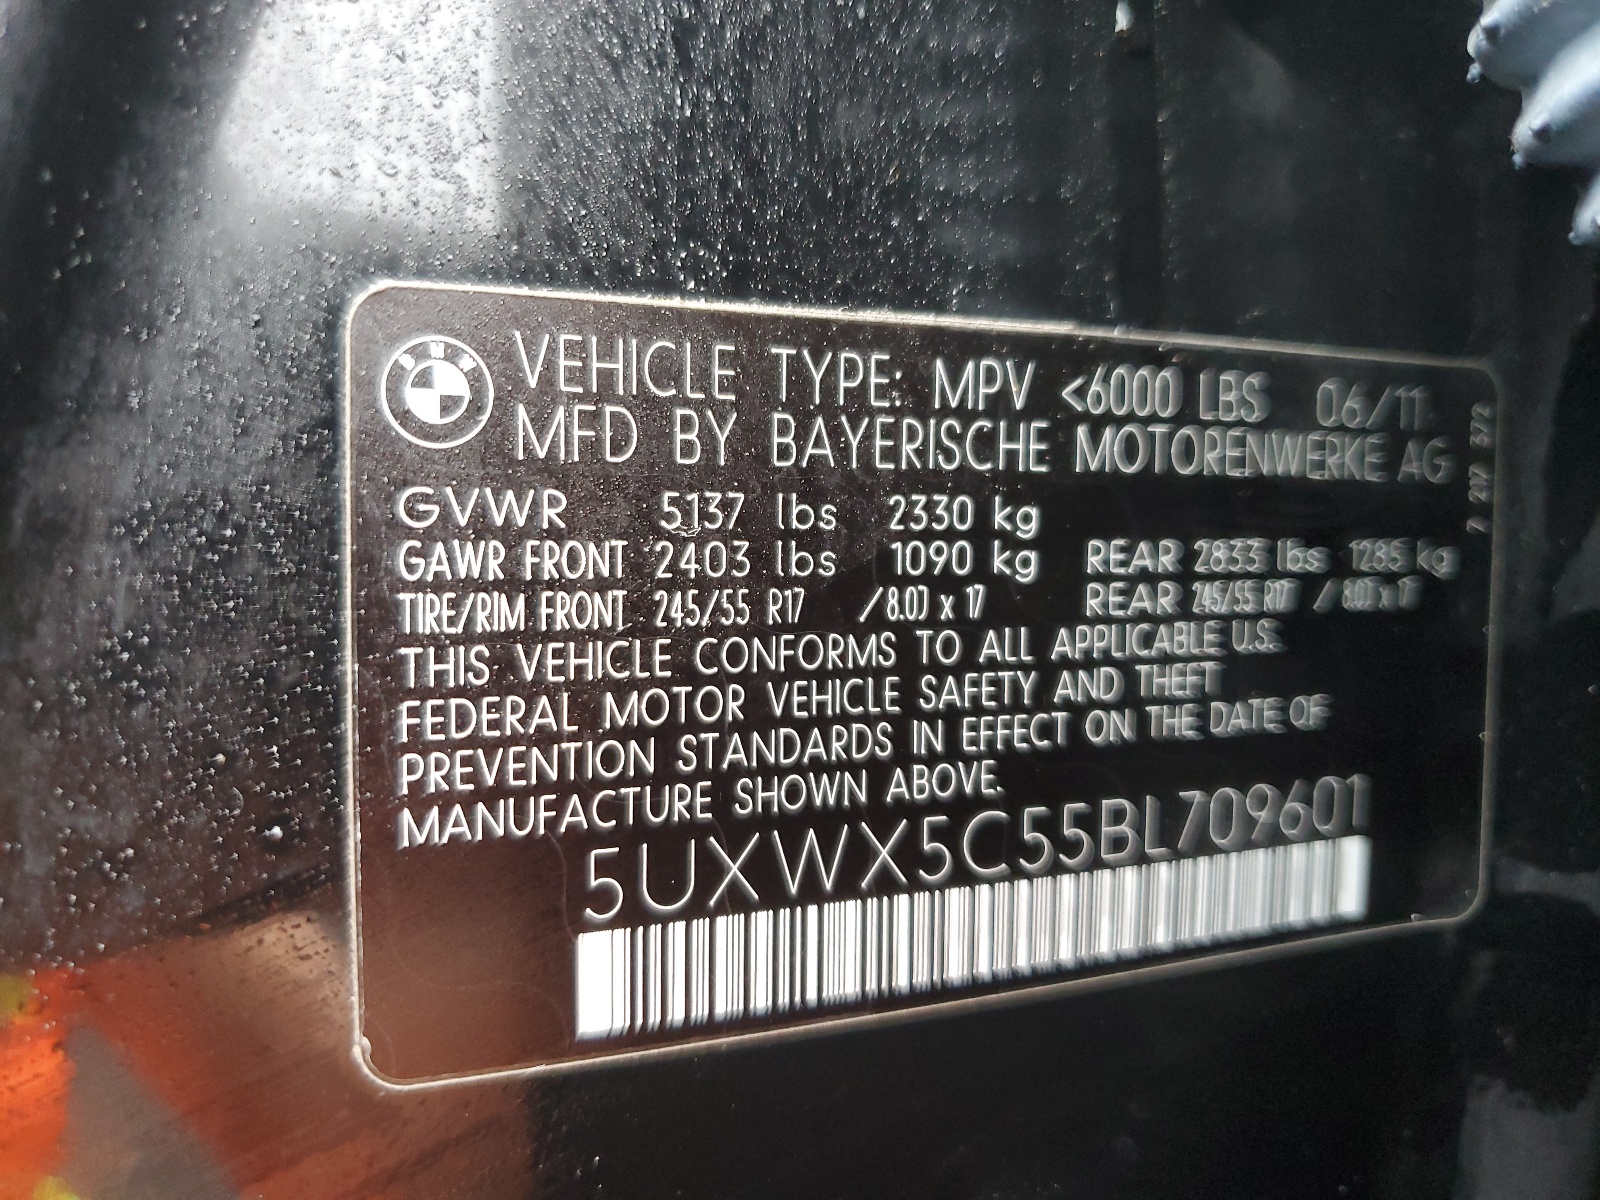 BMW
VEHICLE TYPE: MPV <6000 LBS 06/11
MFD BY BAYERISCHE MOTORENWERKE AG
GVWR 5137 lbs 2330 kg
GAWR FRONT 2403 lbs 1090 kg REAR 2833 lbs 1285 kg
TIRE/RIM FRONT 245/55 R17 /8.0J x 17 REAR 245/55 R17 / 8.0J x 17
THIS VEHICLE CONFORMS TO ALL APPLICABLE U.S.
FEDERAL MOTOR VEHICLE SAFETY AND THEFT
PREVENTION STANDARDS IN EFFECT ON THE DATE OF
MANUFACTURE SHOWN ABOVE.
5UXWX5C55BL709601